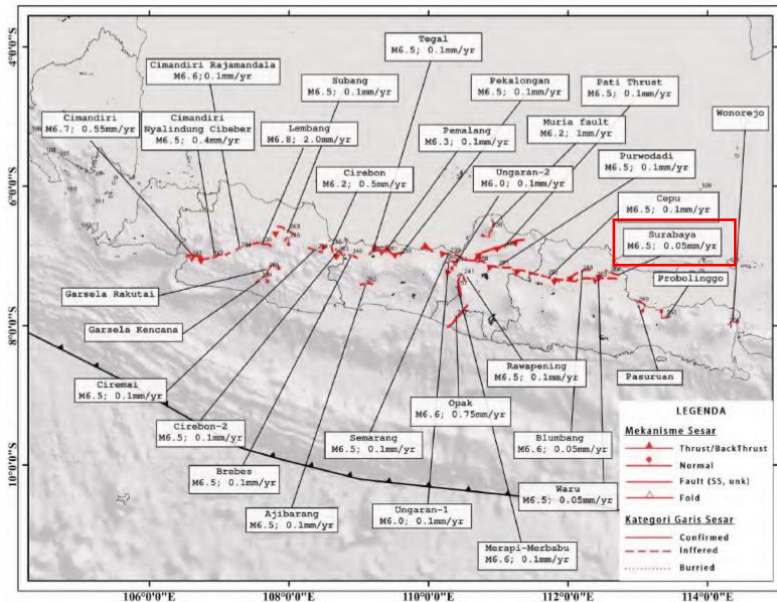 4°0'0"S
6°0'0"S
8°0'0"S
10°0'0"S
Tegal
M6.5; 0.1mm/yr
Cimandiri Rajamandala
M6.6;0.1mm/yr
Subang
M6.5; 0.1mm/yr
Pekalongan
M6.5; 0.1mm/yr
Pati Thrust
M6.5; 0.1mm/yr
Wonorejo
Cimandiri
M6.7; 0.55mm/yr
Cimandiri
Nyalindung Cibeber
M6.5; 0.4mm/yr
Lembang
M6.8; 2.0mm/yr
Pemalang
M6.3; 0.1mm/yr
Muria fault
M6.2; 1mm/yr
Cirebon
M6.2; 0.5mm/yr
Ungaran-2
M6.0; 0.1mm/yr
Purwodadi
M6.5; 0.1mm/yr
Cepu
M6.5; 0.1mm/yr
Surabaya
M6.5; 0.05mm/yr
Probolinggo
Garsela Rakutai
Garsela Kencana
Ciremai
M6.5; 0.1mm/yr
Cirebon-2
M6.5; 0.1mm/yr
Brebes
M6.5; 0.1mm/yr
Ajibarang
M6.5; 0.1mm/yr
Semarang
M6.5; 0.1mm/yr
Ungaran-1
M6.0; 0.1mm/yr
Opak
M6.6; 0.75mm/yr
Rawapening
M6.5; 0.1mm/yr
Merapi-Merbabu
M6.6; 0.1mm/yr
Blumbang
M6.6; 0.05mm/yr
Waru
M6.5; 0.05mm/yr
Pasuruan
241
LEGENDA
Mekanisme Sesar
Thrust/BackThrust
Normal
Fault (SS, unk)
Fold
Kategori Garis Sesar
Confirmed
Inffered
Burried
106°0'0"E
108°0'0"E
110°0'0"E
112°0'0"E
114°0'0"E